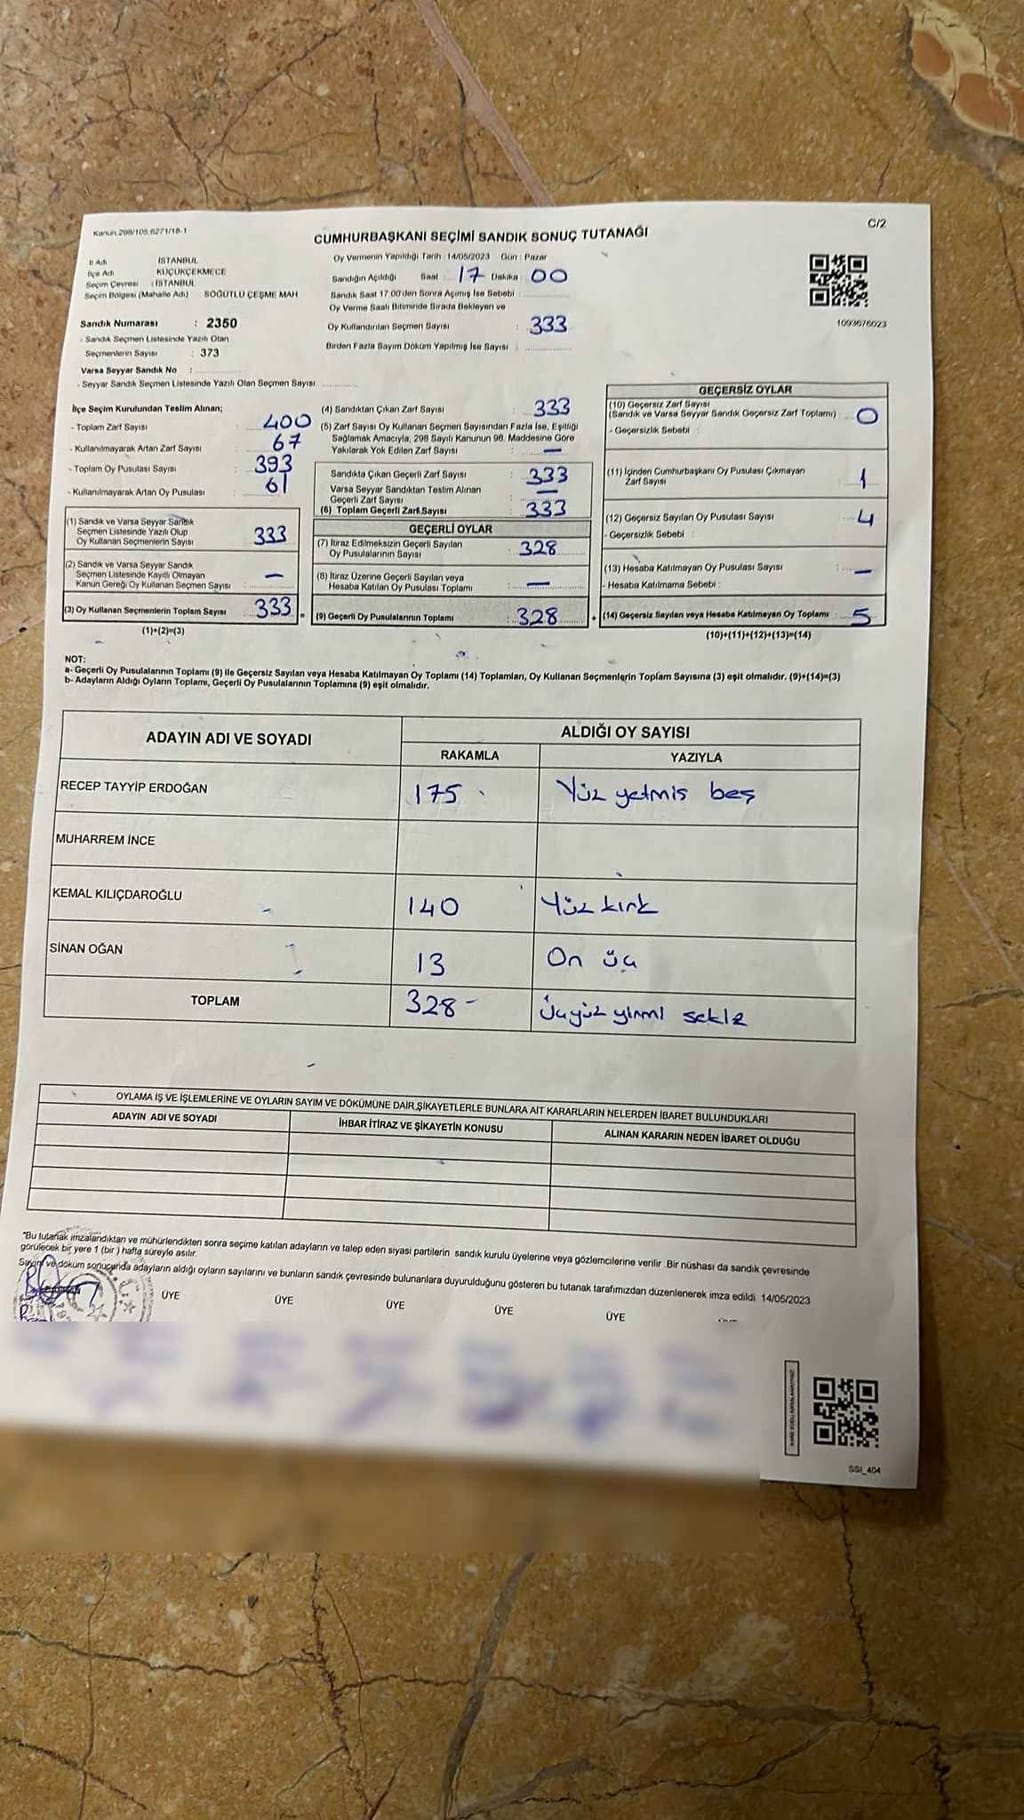 Kanun 298/105,6271/18-1
C/2
CUMHURBAŞKANI SEÇİMİ SANDIK SONUÇ TUTANAĞI
İl Adı İSTANBUL
İlçe Adı KÜÇÜKÇEKMECE
Seçim Çevresi : İSTANBUL
Seçim Bölgesi (Mahalle Adı) SÖĞÜTLÜ ÇEŞME MAH
Sandık Numarası : 2350
- Sandık Seçmen Listesinde Yazılı Olan
Seçmenlerin Sayısı : 373
Varsa Seyyar Sandık No :
- Seyyar Sandık Seçmen Listesinde Yazılı Olan Seçmen Sayısı
Oy Vermenin Yapıldığı Tarih : 14/05/2023 Gün : Pazar
Sandığın Açıldığı Saat : 17 Dakika : 00
Sandık Saat 17:00'den Sonra Açılmış İse Sebebi :
Oy Verme Saati Bitiminde Sırada Bekleyen ve
Oy Kullandırılan Seçmen Sayısı : 333
Birden Fazla Sayım Döküm Yapılmış İse Sayısı :
1093676023
İlçe Seçim Kurulundan Teslim Alınan;
- Toplam Zarf Sayısı : 400
- Kullanılmayarak Artan Zarf Sayısı : 67
- Toplam Oy Pusulası Sayısı : 393
- Kullanılmayarak Artan Oy Pusulası : 61
(1) Sandık ve Varsa Seyyar Sandık
Seçmen Listesinde Yazılı Olup
Oy Kullanan Seçmenlerin Sayısı : 333
(2) Sandık ve Varsa Seyyar Sandık
Seçmen Listesinde Kayıtlı Olmayan
Kanun Gereği Oy Kullanan Seçmen Sayısı : —
(3) Oy Kullanan Seçmenlerin Toplam Sayısı : 333 =
(1)+(2)=(3)
(4) Sandıktan Çıkan Zarf Sayısı : 333
(5) Zarf Sayısı Oy Kullanan Seçmen Sayısından Fazla İse, Eşitliği
Sağlamak Amacıyla, 298 Sayılı Kanunun 98. Maddesine Göre
Yakılarak Yok Edilen Zarf Sayısı : —
Sandıkta Çıkan Geçerli Zarf Sayısı : 333
Varsa Seyyar Sandıktan Teslim Alınan
Geçerli Zarf Sayısı : —
(6) Toplam Geçerli Zarf Sayısı : 333
GEÇERLİ OYLAR
(7) İtiraz Edilmeksizin Geçerli Sayılan
Oy Pusulalarının Sayısı : 328
(8) İtiraz Üzerine Geçerli Sayılan veya
Hesaba Katılan Oy Pusulası Toplamı : —
(9) Geçerli Oy Pusulalarının Toplamı : 328 +
GEÇERSİZ OYLAR
(10) Geçersiz Zarf Sayısı
(Sandık ve Varsa Seyyar Sandık Geçersiz Zarf Toplamı) : 0
- Geçersizlik Sebebi :
(11) İçinden Cumhurbaşkanı Oy Pusulası Çıkmayan
Zarf Sayısı : 1
(12) Geçersiz Sayılan Oy Pusulası Sayısı : 4
- Geçersizlik Sebebi :
(13) Hesaba Katılmayan Oy Pusulası Sayısı : —
- Hesaba Katılmama Sebebi :
(14) Geçersiz Sayılan veya Hesaba Katılmayan Oy Toplamı : 5
(10)+(11)+(12)+(13)=(14)
NOT:
a- Geçerli Oy Pusulalarının Toplamı (9) ile Geçersiz Sayılan veya Hesaba Katılmayan Oy Toplamı (14) Toplamları, Oy Kullanan Seçmenlerin Toplam Sayısına (3) eşit olmalıdır. (9)+(14)=(3)
b- Adayların Aldığı Oyların Toplamı, Geçerli Oy Pusulalarının Toplamına (9) eşit olmalıdır.
ADAYIN ADI VE SOYADI
ALDIĞI OY SAYISI
RAKAMLA YAZIYLA
RECEP TAYYİP ERDOĞAN 175 Yüz yetmis beş
MUHARREM İNCE
KEMAL KILIÇDAROĞLU 140 Yüz kırk
SİNAN OĞAN 13 On üç
TOPLAM 328 - üçyüz yirmi sekiz
OYLAMA İŞ VE İŞLEMLERİNE VE OYLARIN SAYIM VE DÖKÜMÜNE DAİR ŞİKAYETLERLE BUNLARA AİT KARARLARIN NELERDEN İBARET BULUNDUKLARI
ADAYIN ADI VE SOYADI İHBAR İTİRAZ VE ŞİKAYETİN KONUSU ALINAN KARARIN NEDEN İBARET OLDUĞU
"Bu tutanak imzalandıktan ve mühürlendikten sonra seçime katılan adayların ve talep eden siyasi partilerin sandık kurulu üyelerine veya gözlemcilerine verilir. Bir nüshası da sandık çevresinde
görülecek bir yere 1 (bir) hafta süreyle asılır.
Sayım ve döküm sonucunda adayların aldığı oyların sayılarını ve bunların sandık çevresinde bulunanlara duyurulduğunu gösteren bu tutanak tarafımızdan düzenlenerek imza edildi. 14/05/2023
ÜYE ÜYE ÜYE ÜYE ÜYE
SSI_404